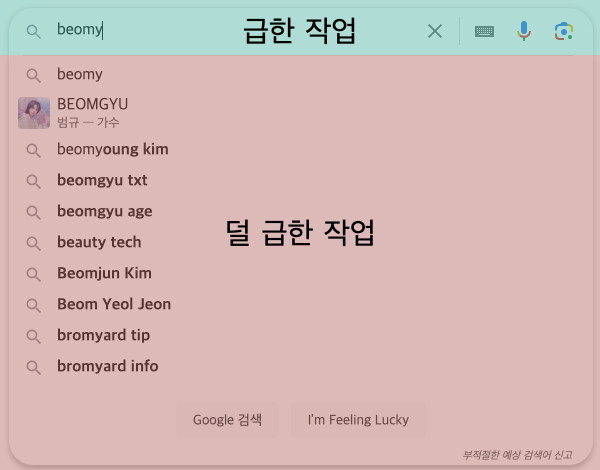 beomy
급한 작업
beomy
BEOMGYU
범규 — 가수
beomyoung kim
beomgyu txt
beomgyu age
beauty tech
Beomjun Kim
Beom Yeol Jeon
bromyard tip
bromyard info
덜 급한 작업
Google 검색
I'm Feeling Lucky
부적절한 예상 검색어 신고